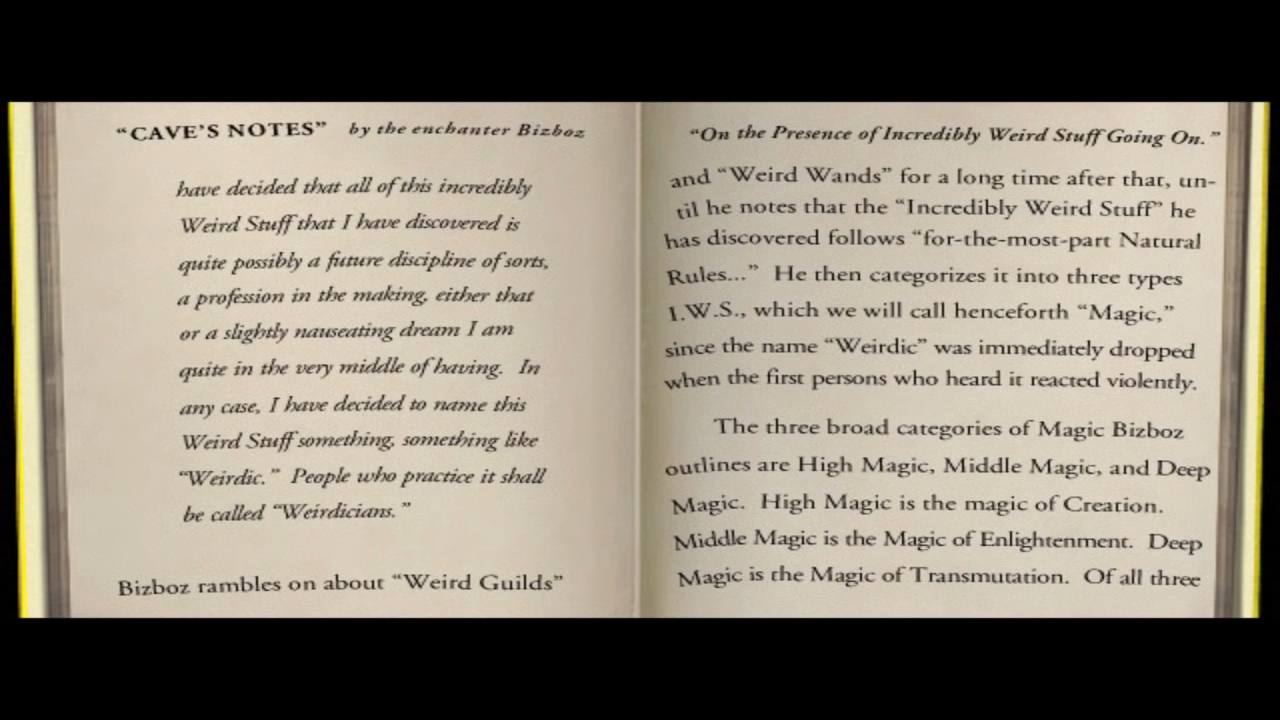 "CAVE'S NOTES" by the enchanter Bizboz
have decided that all of this incredibly
Weird Stuff that I have discovered is
quite possibly a future discipline of sorts,
a profession in the making, either that
or a slightly nauseating dream I am
quite in the very middle of having. In
any case, I have decided to name this
Weird Stuff something, something like
"Weirdic." People who practice it shall
be called "Weirdicians."
Bizboz rambles on about "Weird Guilds"
"On the Presence of Incredibly Weird Stuff Going On."
and "Weird Wands" for a long time after that, un-
til he notes that the "Incredibly Weird Stuff" he
has discovered follows "for-the-most-part Natural
Rules..." He then categorizes it into three types
I.W.S., which we will call henceforth "Magic,"
since the name "Weirdic" was immediately dropped
when the first persons who heard it reacted violently.
The three broad categories of Magic Bizboz
outlines are High Magic, Middle Magic, and Deep
Magic. High Magic is the magic of Creation.
Middle Magic is the Magic of Enlightenment. Deep
Magic is the Magic of Transmutation. Of all three